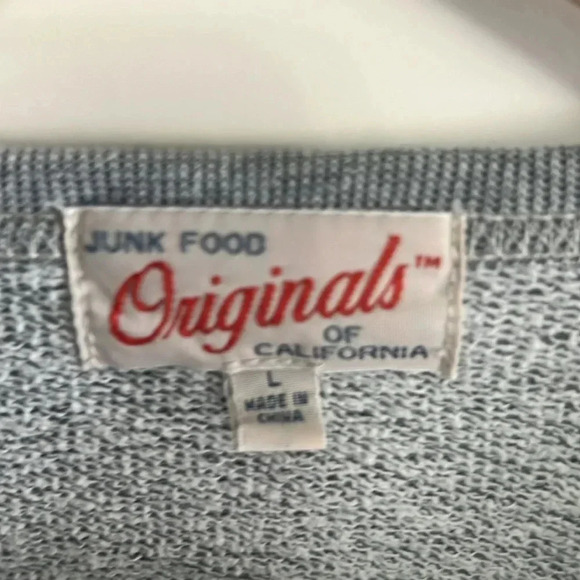 JUNK FOOD
Originals™
OF
CALIFORNIA
L
MADE IN
CHINA